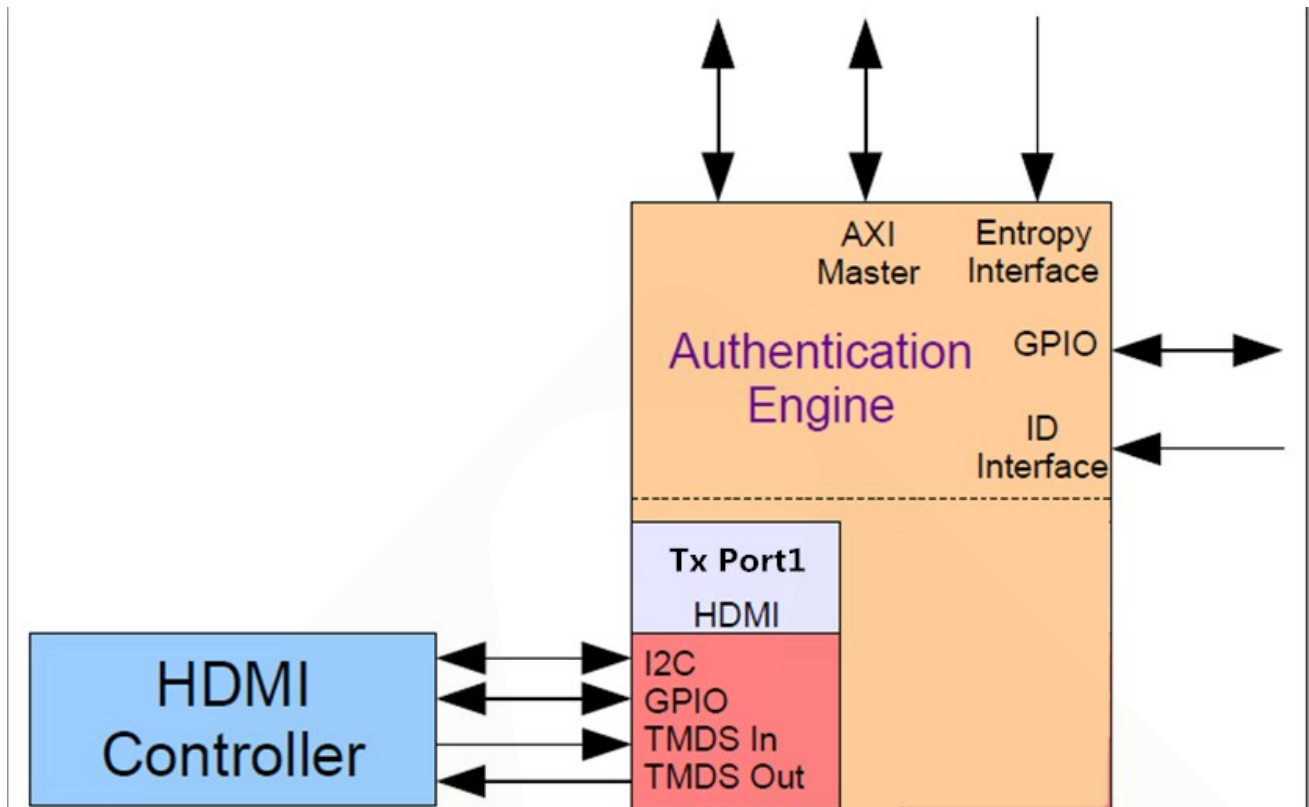 AXI
Master
Entropy
Interface
Authentication
Engine
GPIO
ID
Interface
Tx Port1
HDMI
HDMI
Controller
I2C
GPIO
TMDS In
TMDS Out